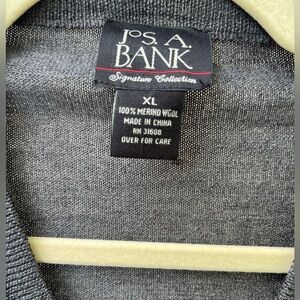 JOS. A.
BANK
Signature Collection
XL
100% MERINO WOOL
MADE IN CHINA
RN 31608
OVER FOR CARE